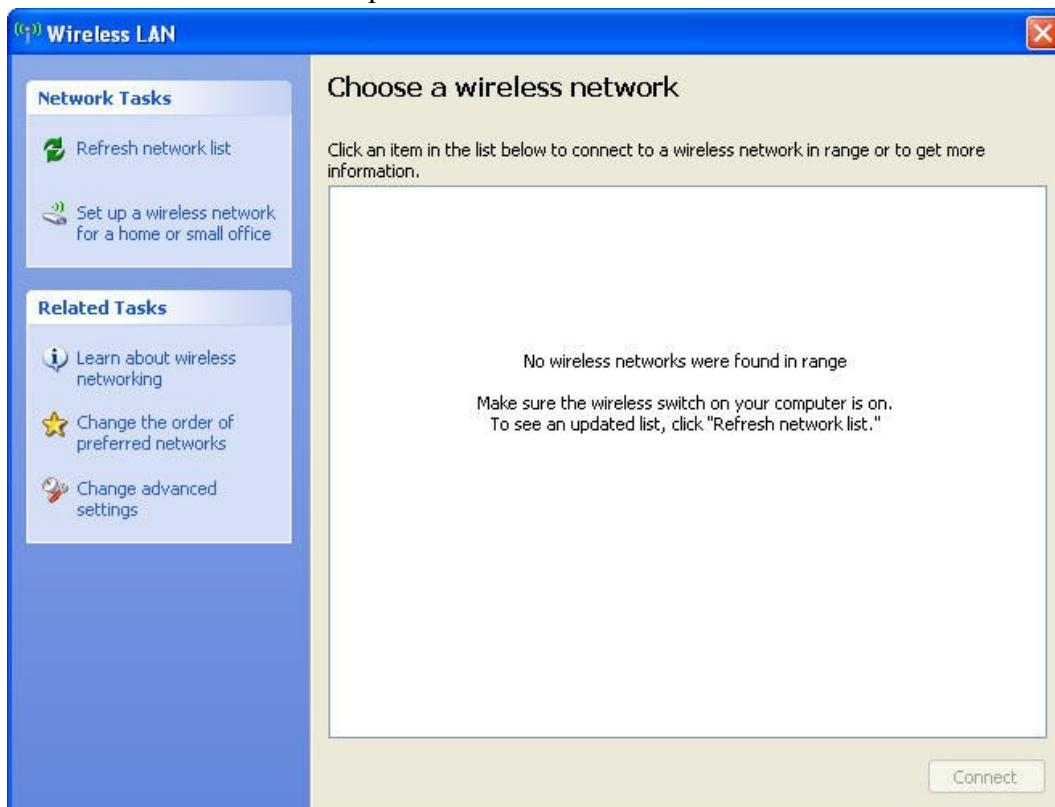 Wireless LAN
Network Tasks
Refresh network list
Set up a wireless network
for a home or small office
Related Tasks
Learn about wireless
networking
Change the order of
preferred networks
Change advanced
settings
Choose a wireless network
Click an item in the list below to connect to a wireless network in range or to get more
information.
No wireless networks were found in range
Make sure the wireless switch on your computer is on.
To see an updated list, click "Refresh network list."
Connect